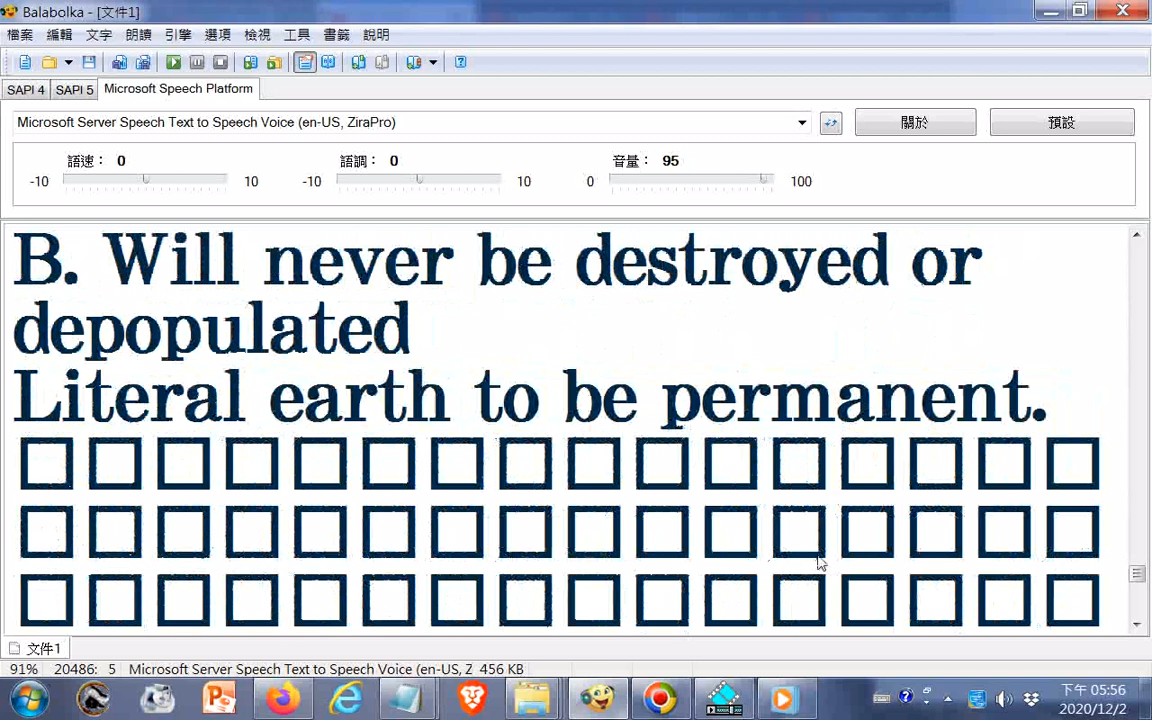 Balabolka - [文件1]
檔案 編輯 文字 朗讀 引擎 選項 檢視 工具 書籤 說明
SAPI 4 SAPI 5 Microsoft Speech Platform
Microsoft Server Speech Text to Speech Voice (en-US, ZiraPro) 關於 預設
語速： 0 語調： 0 音量： 95
-10 10 -10 10 0 100
B. Will never be destroyed or
depopulated
Literal earth to be permanent.
□□□□□□□□□□□□□□□□
□□□□□□□□□□□□□□□□
□□□□□□□□□□□□□□□□
文件1
91% 20486: 5 Microsoft Server Speech Text to Speech Voice (en-US, Z 456 KB
下午 05:56
2020/12/2